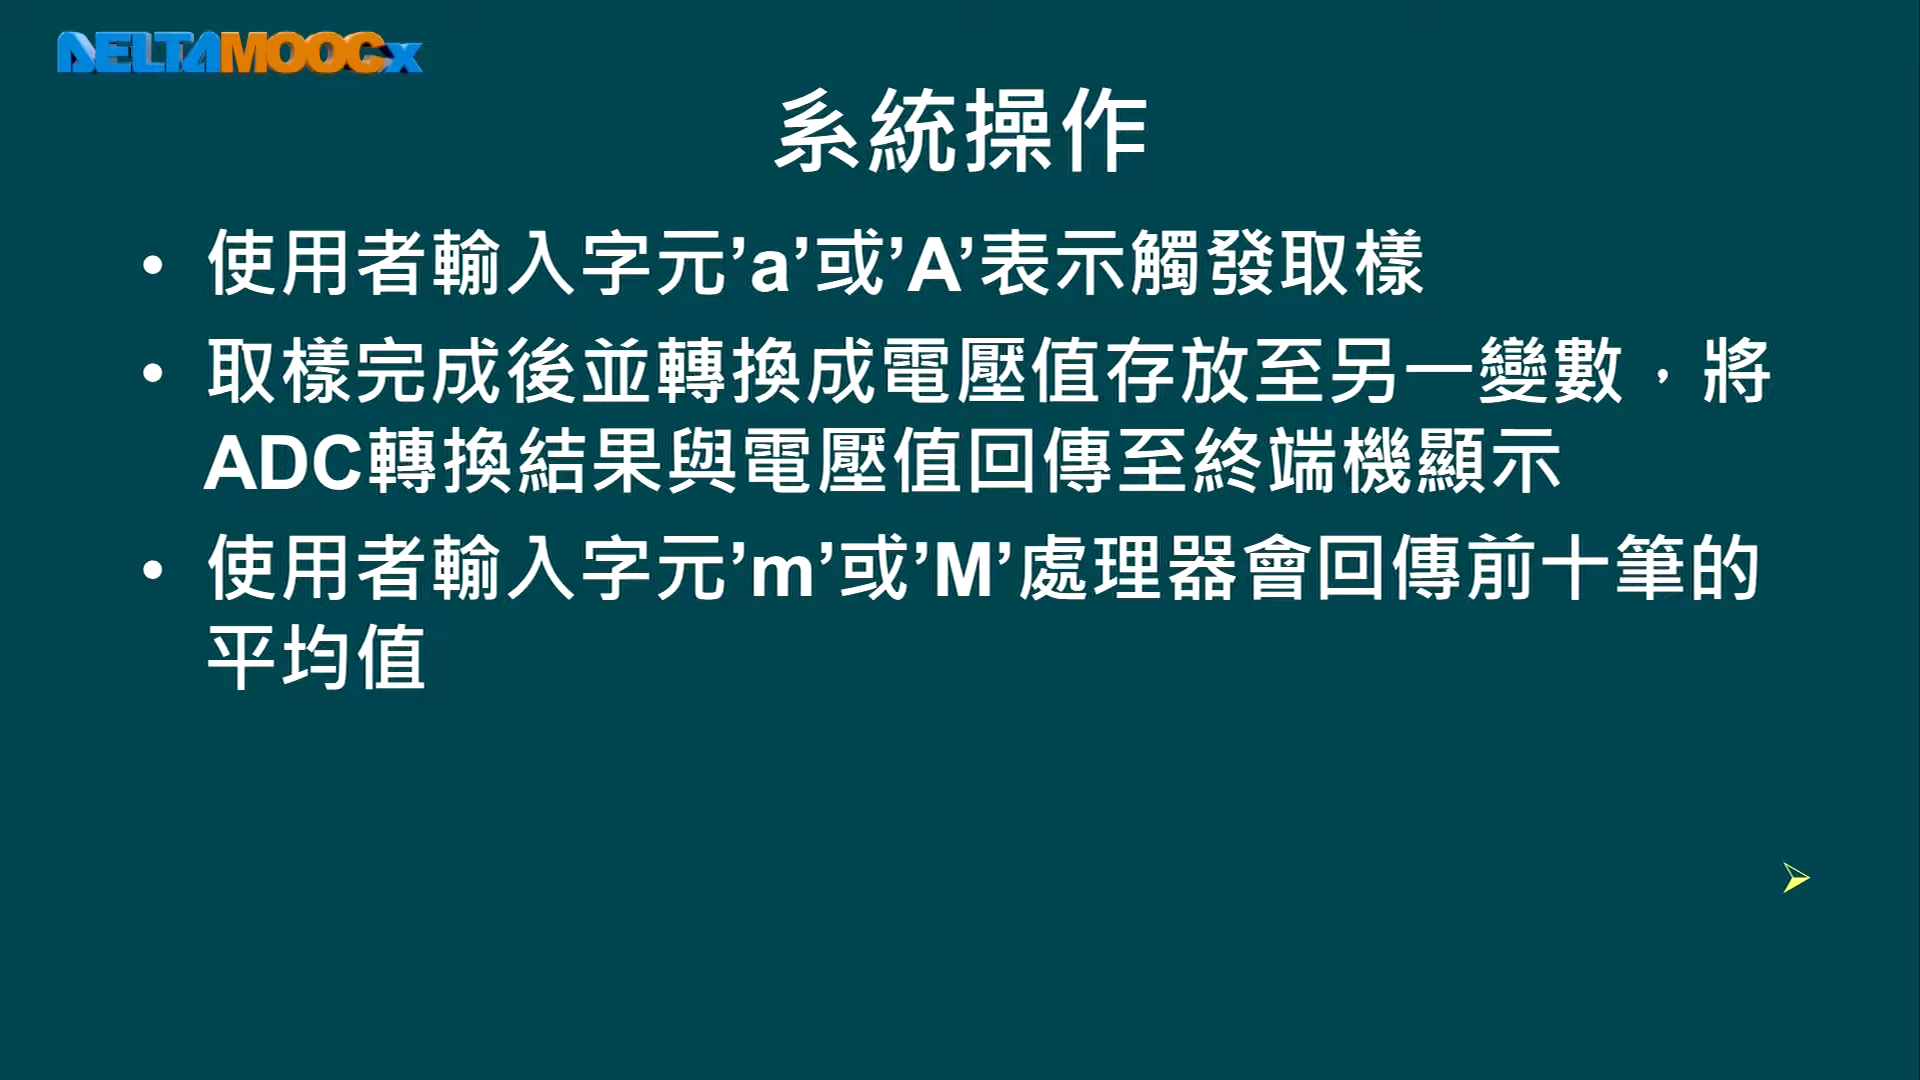 DELTAMOOCx
系統操作
• 使用者輸入字元’a’或’A’表示觸發取樣
• 取樣完成後並轉換成電壓值存放至另一變數，將
ADC轉換結果與電壓值回傳至終端機顯示
• 使用者輸入字元’m’或’M’處理器會回傳前十筆的
平均值